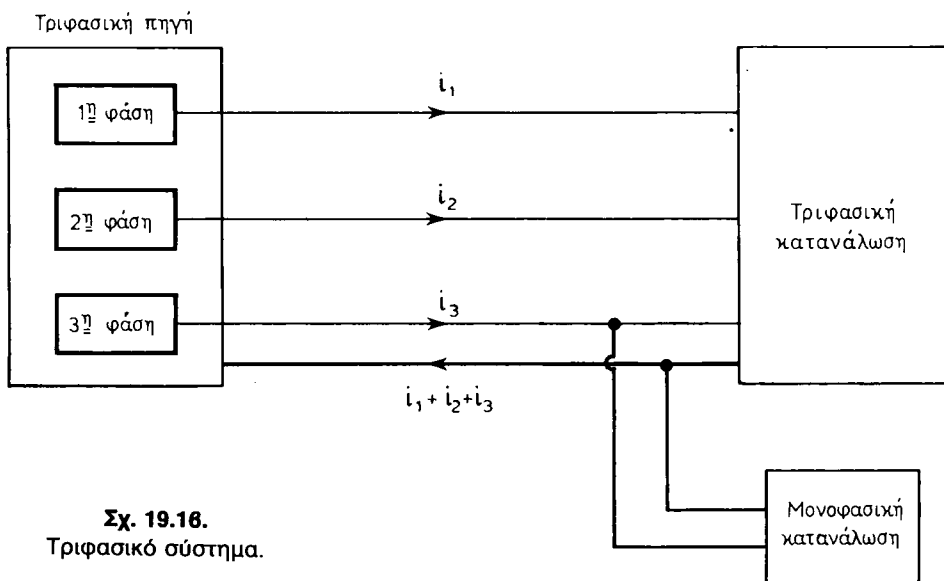 Τριφασική πηγή
1η φάση
i₁
2η φάση
i₂
Τριφασική
κατανάλωση
3η φάση
i₃
i₁ + i₂+i₃
Μονοφασική
κατανάλωση
Σχ. 19.16.
Τριφασικό σύστημα.